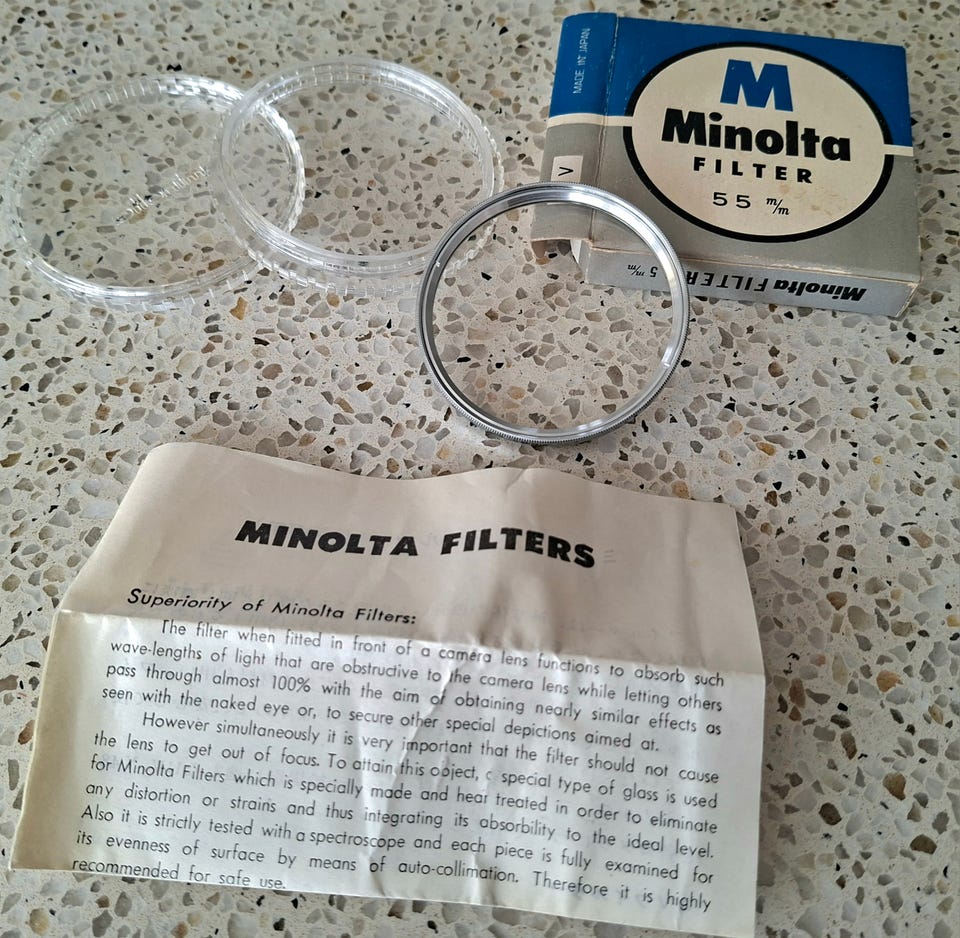 MADE IN JAPAN
M
Minolta
FILTER
55 m/m
V
Minolta FILTER
5 m/m
Minolta
MINOLTA FILTERS
Superiority of Minolta Filters:
The filter when fitted in front of a camera lens functions to absorb such
wave-lengths of light that are obstructive to the camera lens while letting others
pass through almost 100% with the aim of obtaining nearly similar effects as
seen with the naked eye or, to secure other special depictions aimed at.
However simultaneously it is very important that the filter should not cause
the lens to get out of focus. To attain this object, a special type of glass is used
for Minolta Filters which is specially made and heat treated in order to eliminate
any distortion or strains and thus integrating its absorbility to the ideal level.
Also it is strictly tested with a spectroscope and each piece is fully examined for
its evenness of surface by means of auto-collimation. Therefore it is highly
recommended for safe use.